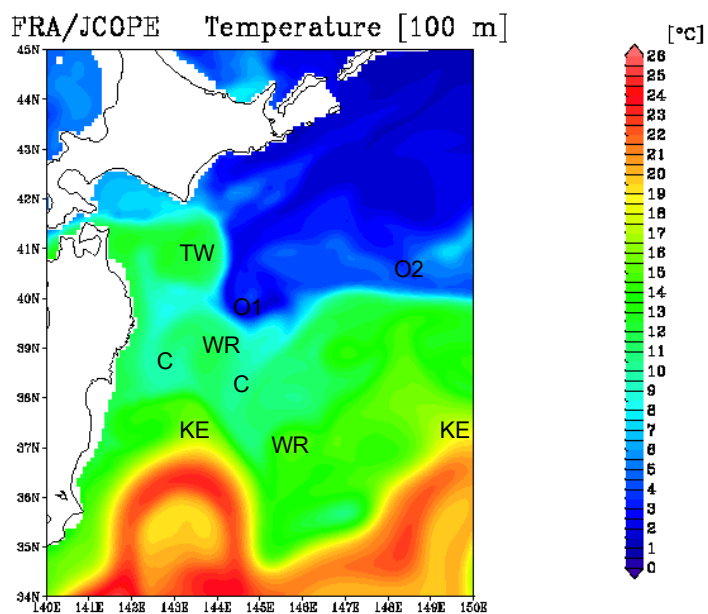 FRA/JCOPE Temperature [100 m]
[°C]
45N
44N
43N
42N
41N
40N
39N
38N
37N
36N
35N
34N
140E 141E 142E 143E 144E 145E 146E 147E 148E 149E 150E
TW
O2
O1
WR
C
C
KE
WR
KE
26
25
24
23
22
21
20
19
18
17
16
15
14
13
12
11
10
9
8
7
6
5
4
3
2
1
0